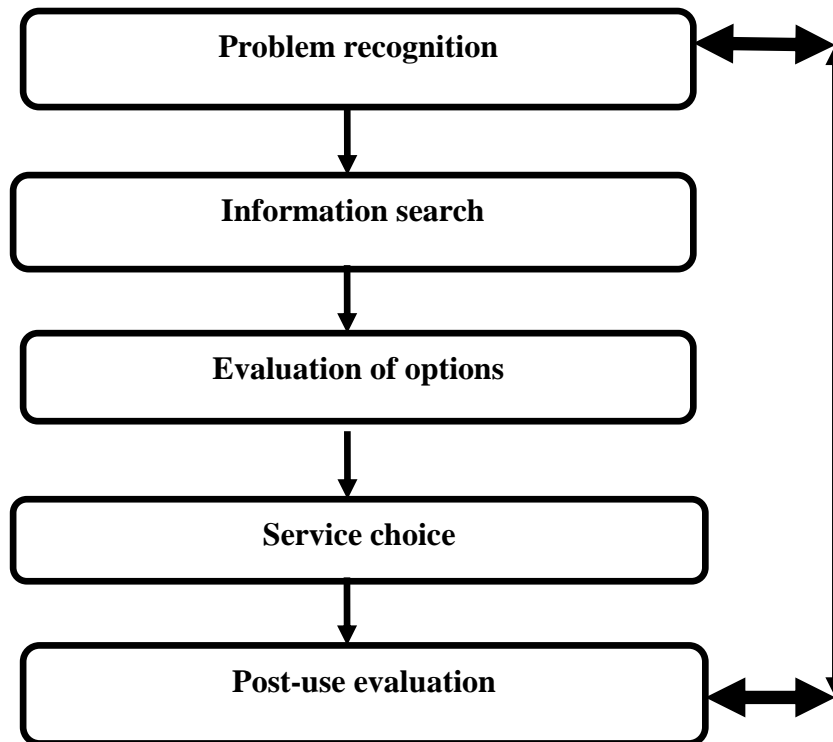 Problem recognition
Information search
Evaluation of options
Service choice
Post-use evaluation